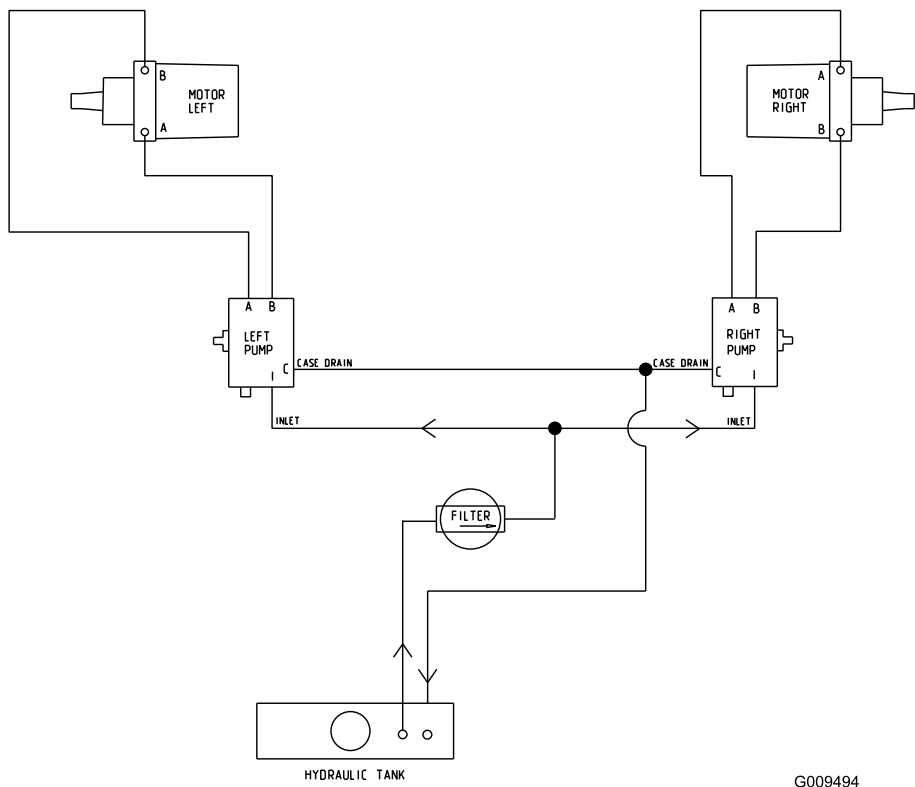 B
MOTOR
LEFT
A
A
MOTOR
RIGHT
B
A B
LEFT
PUMP
C
I
CASE DRAIN
INLET
CASE DRAIN
A B
RIGHT
PUMP
C
I
INLET
FILTER
HYDRAULIC TANK
G009494